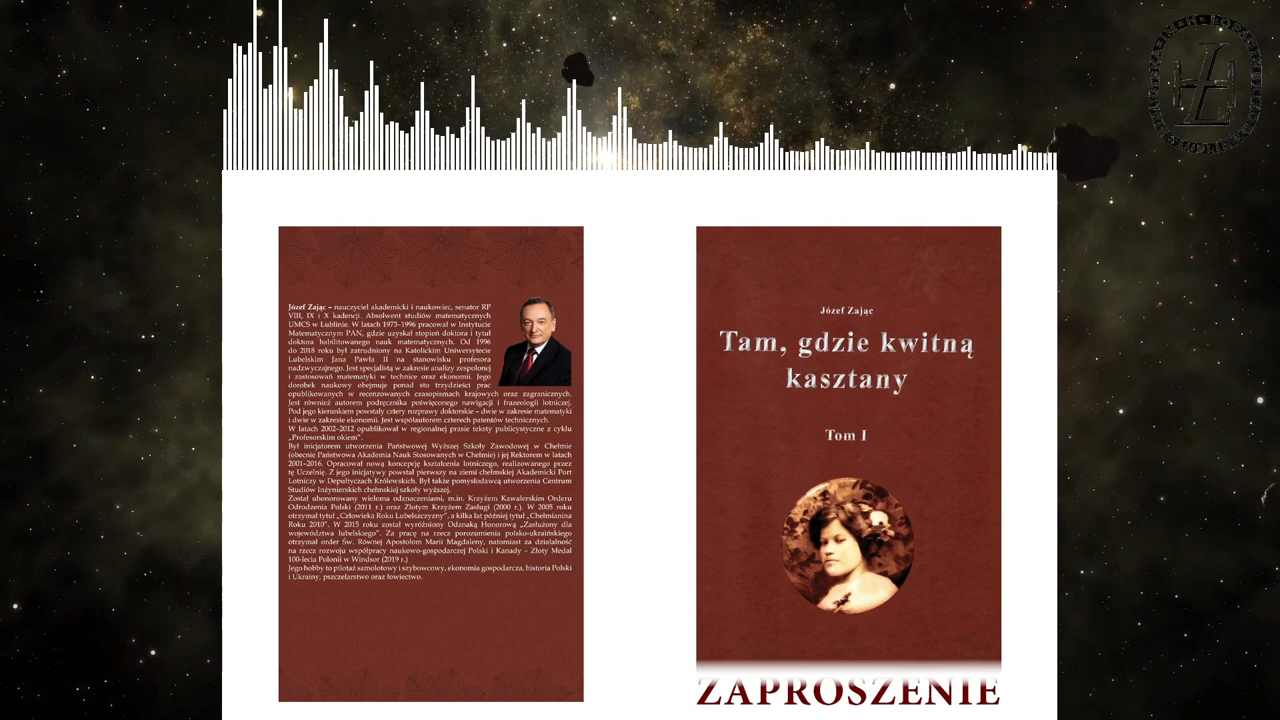 Józef Zając – nauczyciel akademicki i naukowiec, senator RP
VIII, IX i X kadencji. Absolwent studiów matematycznych
UMCS w Lublinie. W latach 1973–1996 pracował w Instytucie
Matematycznym PAN, gdzie uzyskał stopień doktora i tytuł
doktora habilitowanego nauk matematycznych. Od 1996
do 2018 roku był zatrudniony na Katolickim Uniwersytecie
Lubelskim Jana Pawła II na stanowisku profesora
nadzwyczajnego. Jest specjalistą w zakresie analizy zespolonej
i zastosowań matematyki w technice oraz ekonomii. Jego
dorobek naukowy obejmuje ponad sto trzydzieści prac
opublikowanych w recenzowanych czasopismach krajowych oraz zagranicznych.
Jest również autorem podręcznika poświęconego nawigacji i frazeologii lotniczej.
Pod jego kierunkiem powstały cztery rozprawy doktorskie – dwie w zakresie matematyki
i dwie w zakresie ekonomii. Jest współautorem czterech patentów technicznych.
W latach 2002–2012 opublikował w regionalnej prasie teksty publicystyczne z cyklu
„Profesorskim okiem”.
Był inicjatorem utworzenia Państwowej Wyższej Szkoły Zawodowej w Chełmie
(obecnie Państwowa Akademia Nauk Stosowanych w Chełmie) i jej Rektorem w latach
2001–2016. Opracował nową koncepcję kształcenia lotniczego, realizowanego przez
tę Uczelnię. Z jego inicjatywy powstał pierwszy na ziemi chełmskiej Akademicki Port
Lotniczy w Depułtyczach Królewskich. Był także pomysłodawcą utworzenia Centrum
Studiów Inżynierskich chełmskiej szkoły wyższej.
Został uhonorowany wieloma odznaczeniami, m.in. Krzyżem Kawalerskim Orderu
Odrodzenia Polski (2011 r.) oraz Złotym Krzyżem Zasługi (2000 r.). W 2005 roku
otrzymał tytuł „Człowieka Roku Lubelszczyzny”, a kilka lat później tytuł „Chełmianina
Roku 2010”. W 2015 roku został wyróżniony Odznaką Honorową „Zasłużony dla
województwa lubelskiego”. Za pracę na rzecz porozumienia polsko-ukraińskiego
otrzymał order Św. Równej Apostołom Marii Magdaleny, natomiast za działalność
na rzecz rozwoju współpracy naukowo-gospodarczej Polski i Kanady – Złoty Medal
100-lecia Polonii w Windsor (2019 r.)
Jego hobby to pilotaż samolotowy i szybowcowy, ekonomia gospodarcza, historia Polski
i Ukrainy, pszczelarstwo oraz łowiectwo.
Józef Zając
Tam, gdzie kwitną
kasztany
Tom I
ZAPROSZENIE